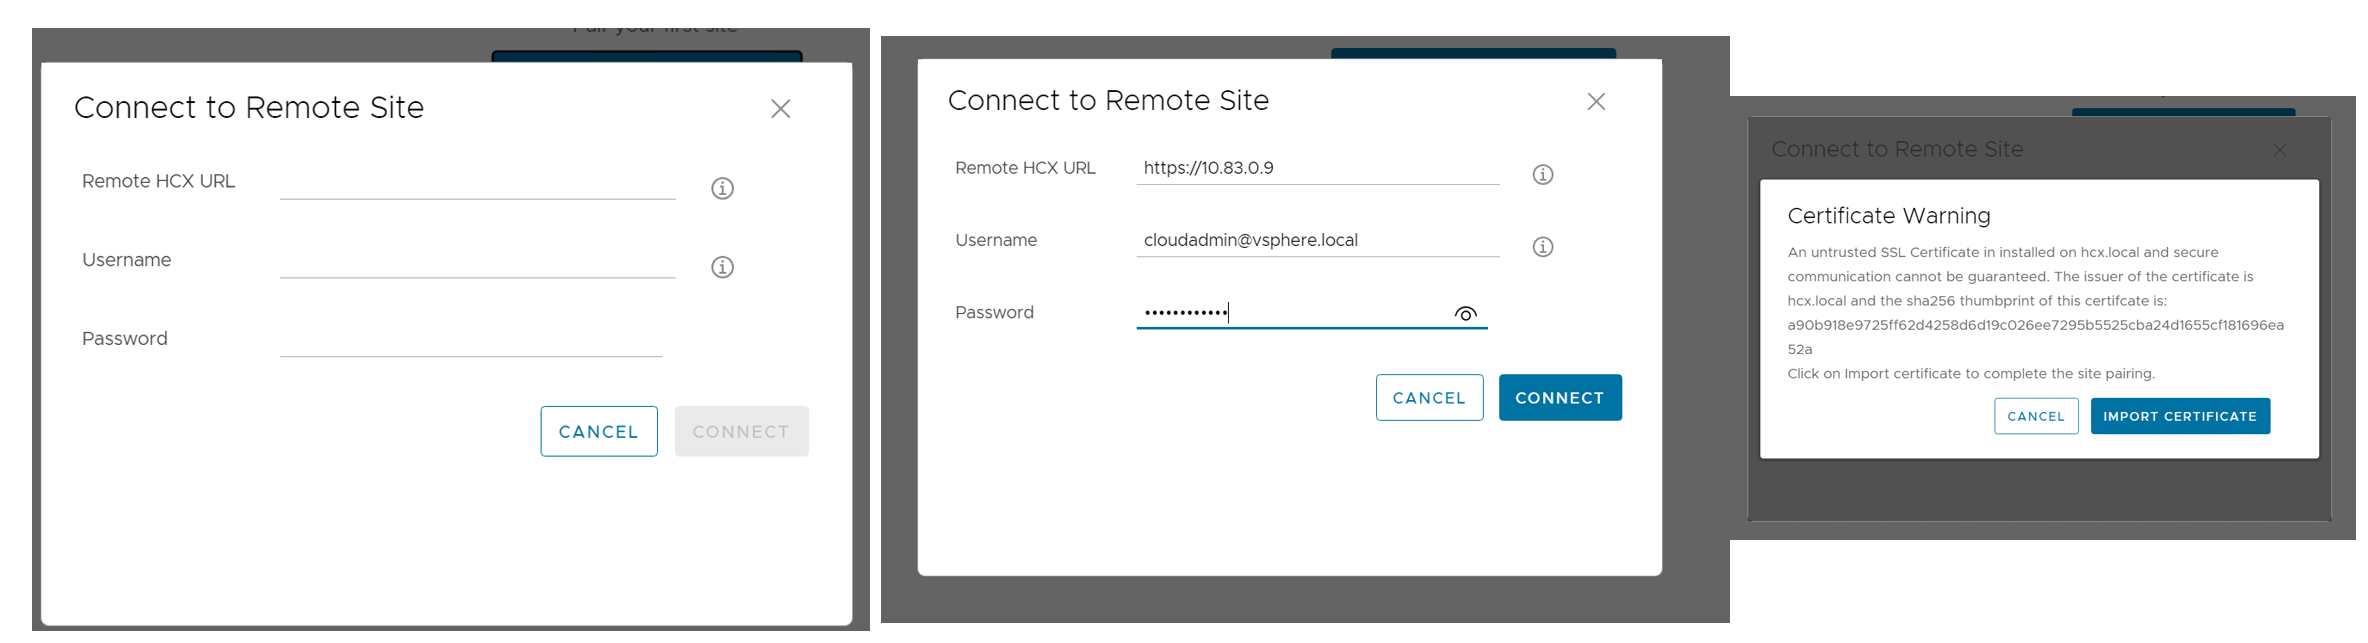 Pair your first site
Connect to Remote Site
Remote HCX URL
Username
Password
CANCEL
CONNECT
Connect to Remote Site
Remote HCX URL
https://10.83.0.9
Username
cloudadmin@vsphere.local
Password
••••••••••••
CANCEL
CONNECT
Connect to Remote Site
Certificate Warning
An untrusted SSL Certificate in installed on hcx.local and secure
communication cannot be guaranteed. The issuer of the certificate is
hcx.local and the sha256 thumbprint of this certifcate is:
a90b918e9725ff62d4258d6d19c026ee7295b5525cba24d1655cf181696ea
52a
Click on Import certificate to complete the site pairing.
CANCEL
IMPORT CERTIFICATE